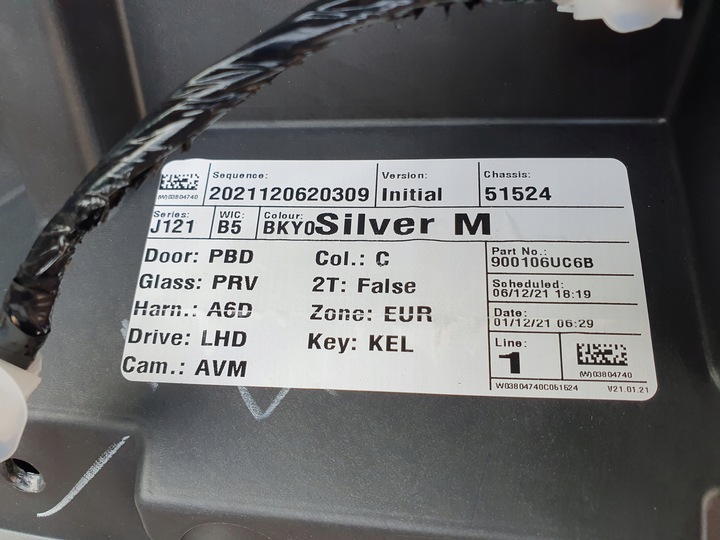 Sequence: Version: Chassis:
2021120620309 Initial 51524
(W)03804740
Series: WIC: Colour:
J121 B5 BKY0 Silver M
Door: PBD Col.: C
Glass: PRV 2T: False
Harn.: A6D Zone: EUR
Drive: LHD Key: KEL
Cam.: AVM
Part No.:
900106UC6B
Scheduled:
06/12/21 18:19
Date:
01/12/21 06:29
Line:
1
(W)03804740
W03804740C051524 V21.01.21